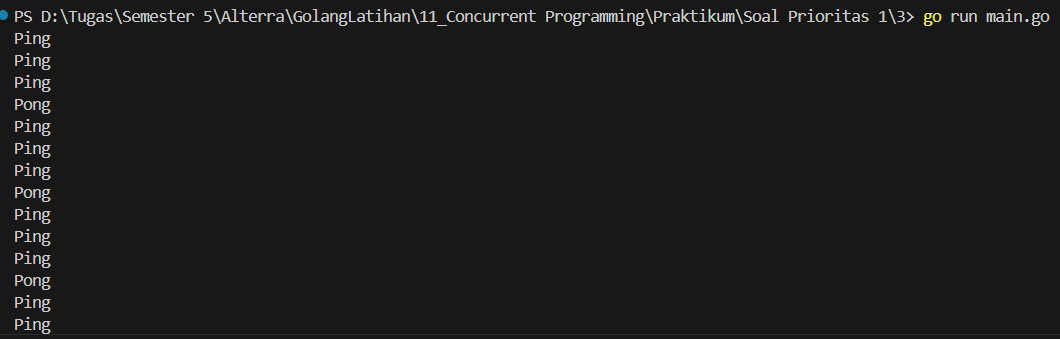 PS D:\Tugas\Semester 5\Alterra\GolangLatihan\11_Concurrent Programming\Praktikum\Soal Prioritas 1\3> go run main.go
Ping
Ping
Ping
Pong
Ping
Ping
Ping
Pong
Ping
Ping
Ping
Pong
Ping
Ping